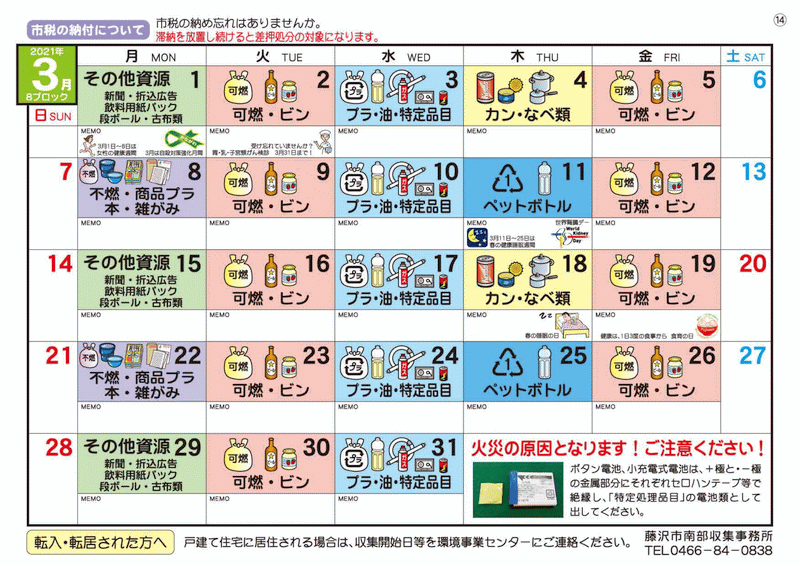 市税の納付について
市税の納め忘れはありませんか。
滞納を放置し続けると差押処分の対象になります。
⑭
2021年
3月
8ブロック
日 SUN
月 MON
火 TUE
水 WED
木 THU
金 FRI
土 SAT
その他資源 1
新聞・折込広告
飲料用紙パック
段ボール・古布類
MEMO
3月1日~8日は
女性の健康週間
3月は自殺対策強化月間
2
可燃
可燃・ビン
MEMO
受け忘れていませんか?
胃・乳・子宮頸がん検診 3月31日まで!
3
プラ
プラ・油・特定品目
MEMO
4
カン・なべ類
MEMO
5
可燃
可燃・ビン
MEMO
6
7
8
不燃
不燃・商品プラ
本・雑がみ
MEMO
9
可燃
可燃・ビン
MEMO
10
プラ
プラ・油・特定品目
MEMO
11
1
ペットボトル
MEMO
3月11日~25日は
春の健康睡眠週間
世界腎臓デー
World
Kidney
Day
12
可燃
可燃・ビン
MEMO
13
14
その他資源 15
新聞・折込広告
飲料用紙パック
段ボール・古布類
MEMO
16
可燃
可燃・ビン
MEMO
17
プラ
プラ・油・特定品目
MEMO
18
カン・なべ類
MEMO
春の睡眠の日
19
可燃
可燃・ビン
MEMO
健康は、1日3度の食事から 食育の日
20
21
22
不燃
不燃・商品プラ
本・雑がみ
MEMO
23
可燃
可燃・ビン
MEMO
24
プラ
プラ・油・特定品目
MEMO
25
1
ペットボトル
MEMO
26
可燃
可燃・ビン
MEMO
27
28
その他資源 29
新聞・折込広告
飲料用紙パック
段ボール・古布類
MEMO
30
可燃
可燃・ビン
MEMO
31
プラ
プラ・油・特定品目
MEMO
火災の原因となります!ご注意ください!
ボタン電池、小充電式電池は、+極と・-極
の金属部分にそれぞれセロハンテープ等で
絶縁し、「特定処理品目」の電池類として
出してください。
転入・転居された方へ
戸建て住宅に居住される場合は、収集開始日等を環境事業センターにご連絡ください。
藤沢市南部収集事務所
TEL0466-84-0838